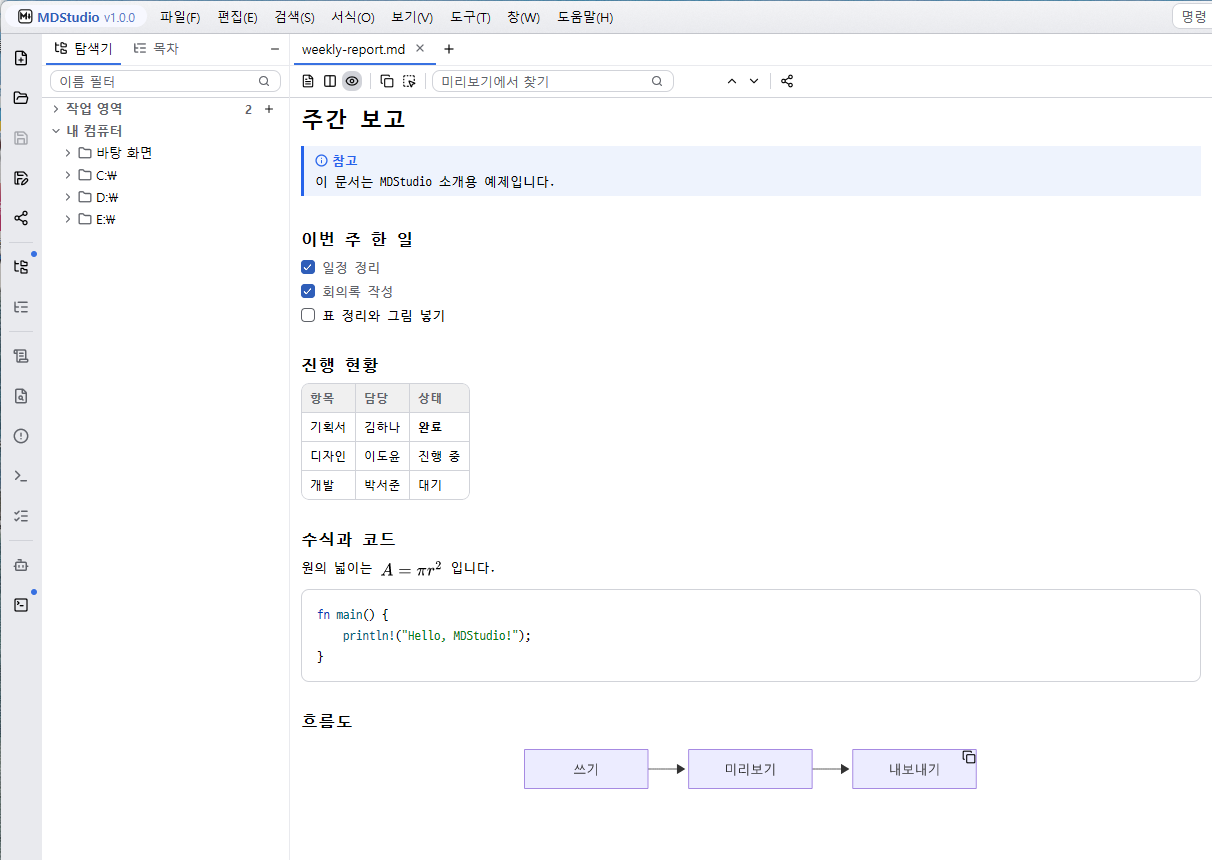 MDStudio v1.0.0 파일(F) 편집(E) 검색(S) 서식(O) 보기(V) 도구(T) 창(W) 도움말(H) 명령
탐색기 목차
이름 필터
작업 영역 2 +
내 컴퓨터
바탕 화면
C:₩
D:₩
E:₩
weekly-report.md
미리보기에서 찾기
주간 보고
참고
이 문서는 MDStudio 소개용 예제입니다.
이번 주 한 일
일정 정리
회의록 작성
표 정리와 그림 넣기
진행 현황
항목 담당 상태
기획서 김하나 완료
디자인 이도윤 진행 중
개발 박서준 대기
수식과 코드
원의 넓이는 A = πr² 입니다.
fn main() {
    println!("Hello, MDStudio!");
}
흐름도
쓰기 미리보기 내보내기